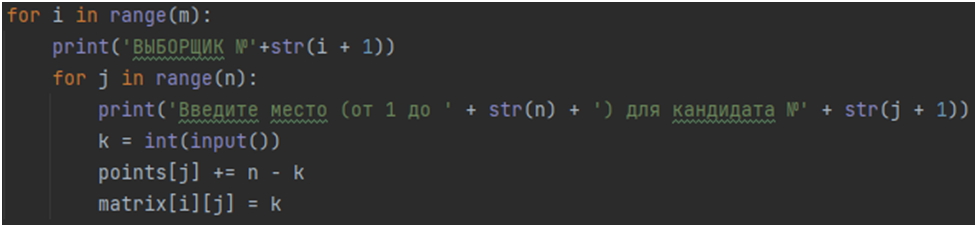 for i in range(m):
    print('ВЫБОРЩИК №'+str(i + 1))
    for j in range(n):
        print('Введите место (от 1 до ' + str(n) + ') для кандидата №' + str(j + 1))
        k = int(input())
        points[j] += n - k
        matrix[i][j] = k